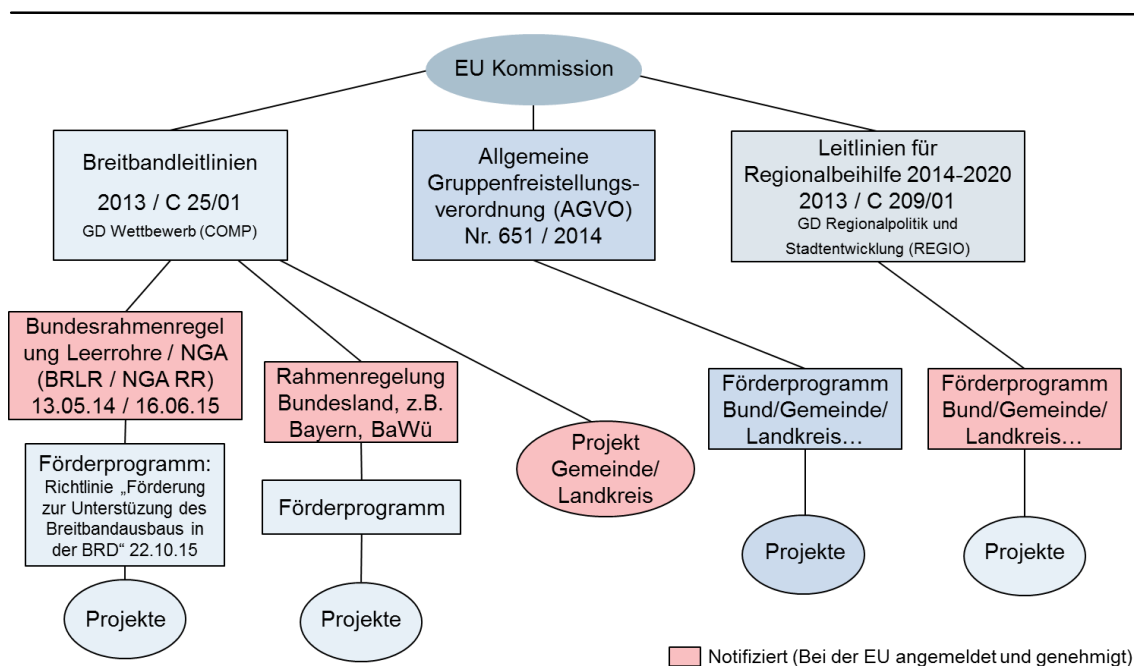 EU Kommission
Breitbandleitlinien
2013 / C 25/01
GD Wettbewerb (COMP)
Allgemeine
Gruppenfreistellungs-
verordnung (AGVO)
Nr. 651 / 2014
Leitlinien für
Regionalbeihilfe 2014-2020
2013 / C 209/01
GD Regionalpolitik und
Stadtentwicklung (REGIO)
Bundesrahmenregel
ung Leerrohre / NGA
(BRLR / NGA RR)
13.05.14 / 16.06.15
Rahmenregelung
Bundesland, z.B.
Bayern, BaWü
Projekt
Gemeinde/
Landkreis
Förderprogramm
Bund/Gemeinde/
Landkreis…
Förderprogramm
Bund/Gemeinde/
Landkreis…
Förderprogramm:
Richtlinie „Förderung
zur Unterstüzung des
Breitbandausbaus in
der BRD“ 22.10.15
Förderprogramm
Projekte
Projekte
Projekte
Projekte
Notifiziert (Bei der EU angemeldet und genehmigt)